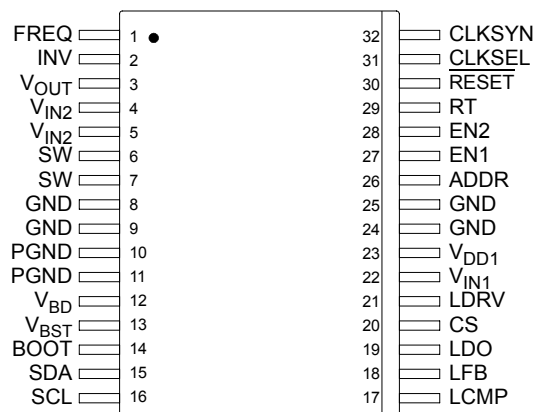 FREQ 1 32 CLKSYN
INV 2 31 CLKSEL
VOUT 3 30 RESET
VIN2 4 29 RT
VIN2 5 28 EN2
SW 6 27 EN1
SW 7 26 ADDR
GND 8 25 GND
GND 9 24 GND
PGND 10 23 VDD1
PGND 11 22 VIN1
VBD 12 21 LDRV
VBST 13 20 CS
BOOT 14 19 LDO
SDA 15 18 LFB
SCL 16 17 LCMP